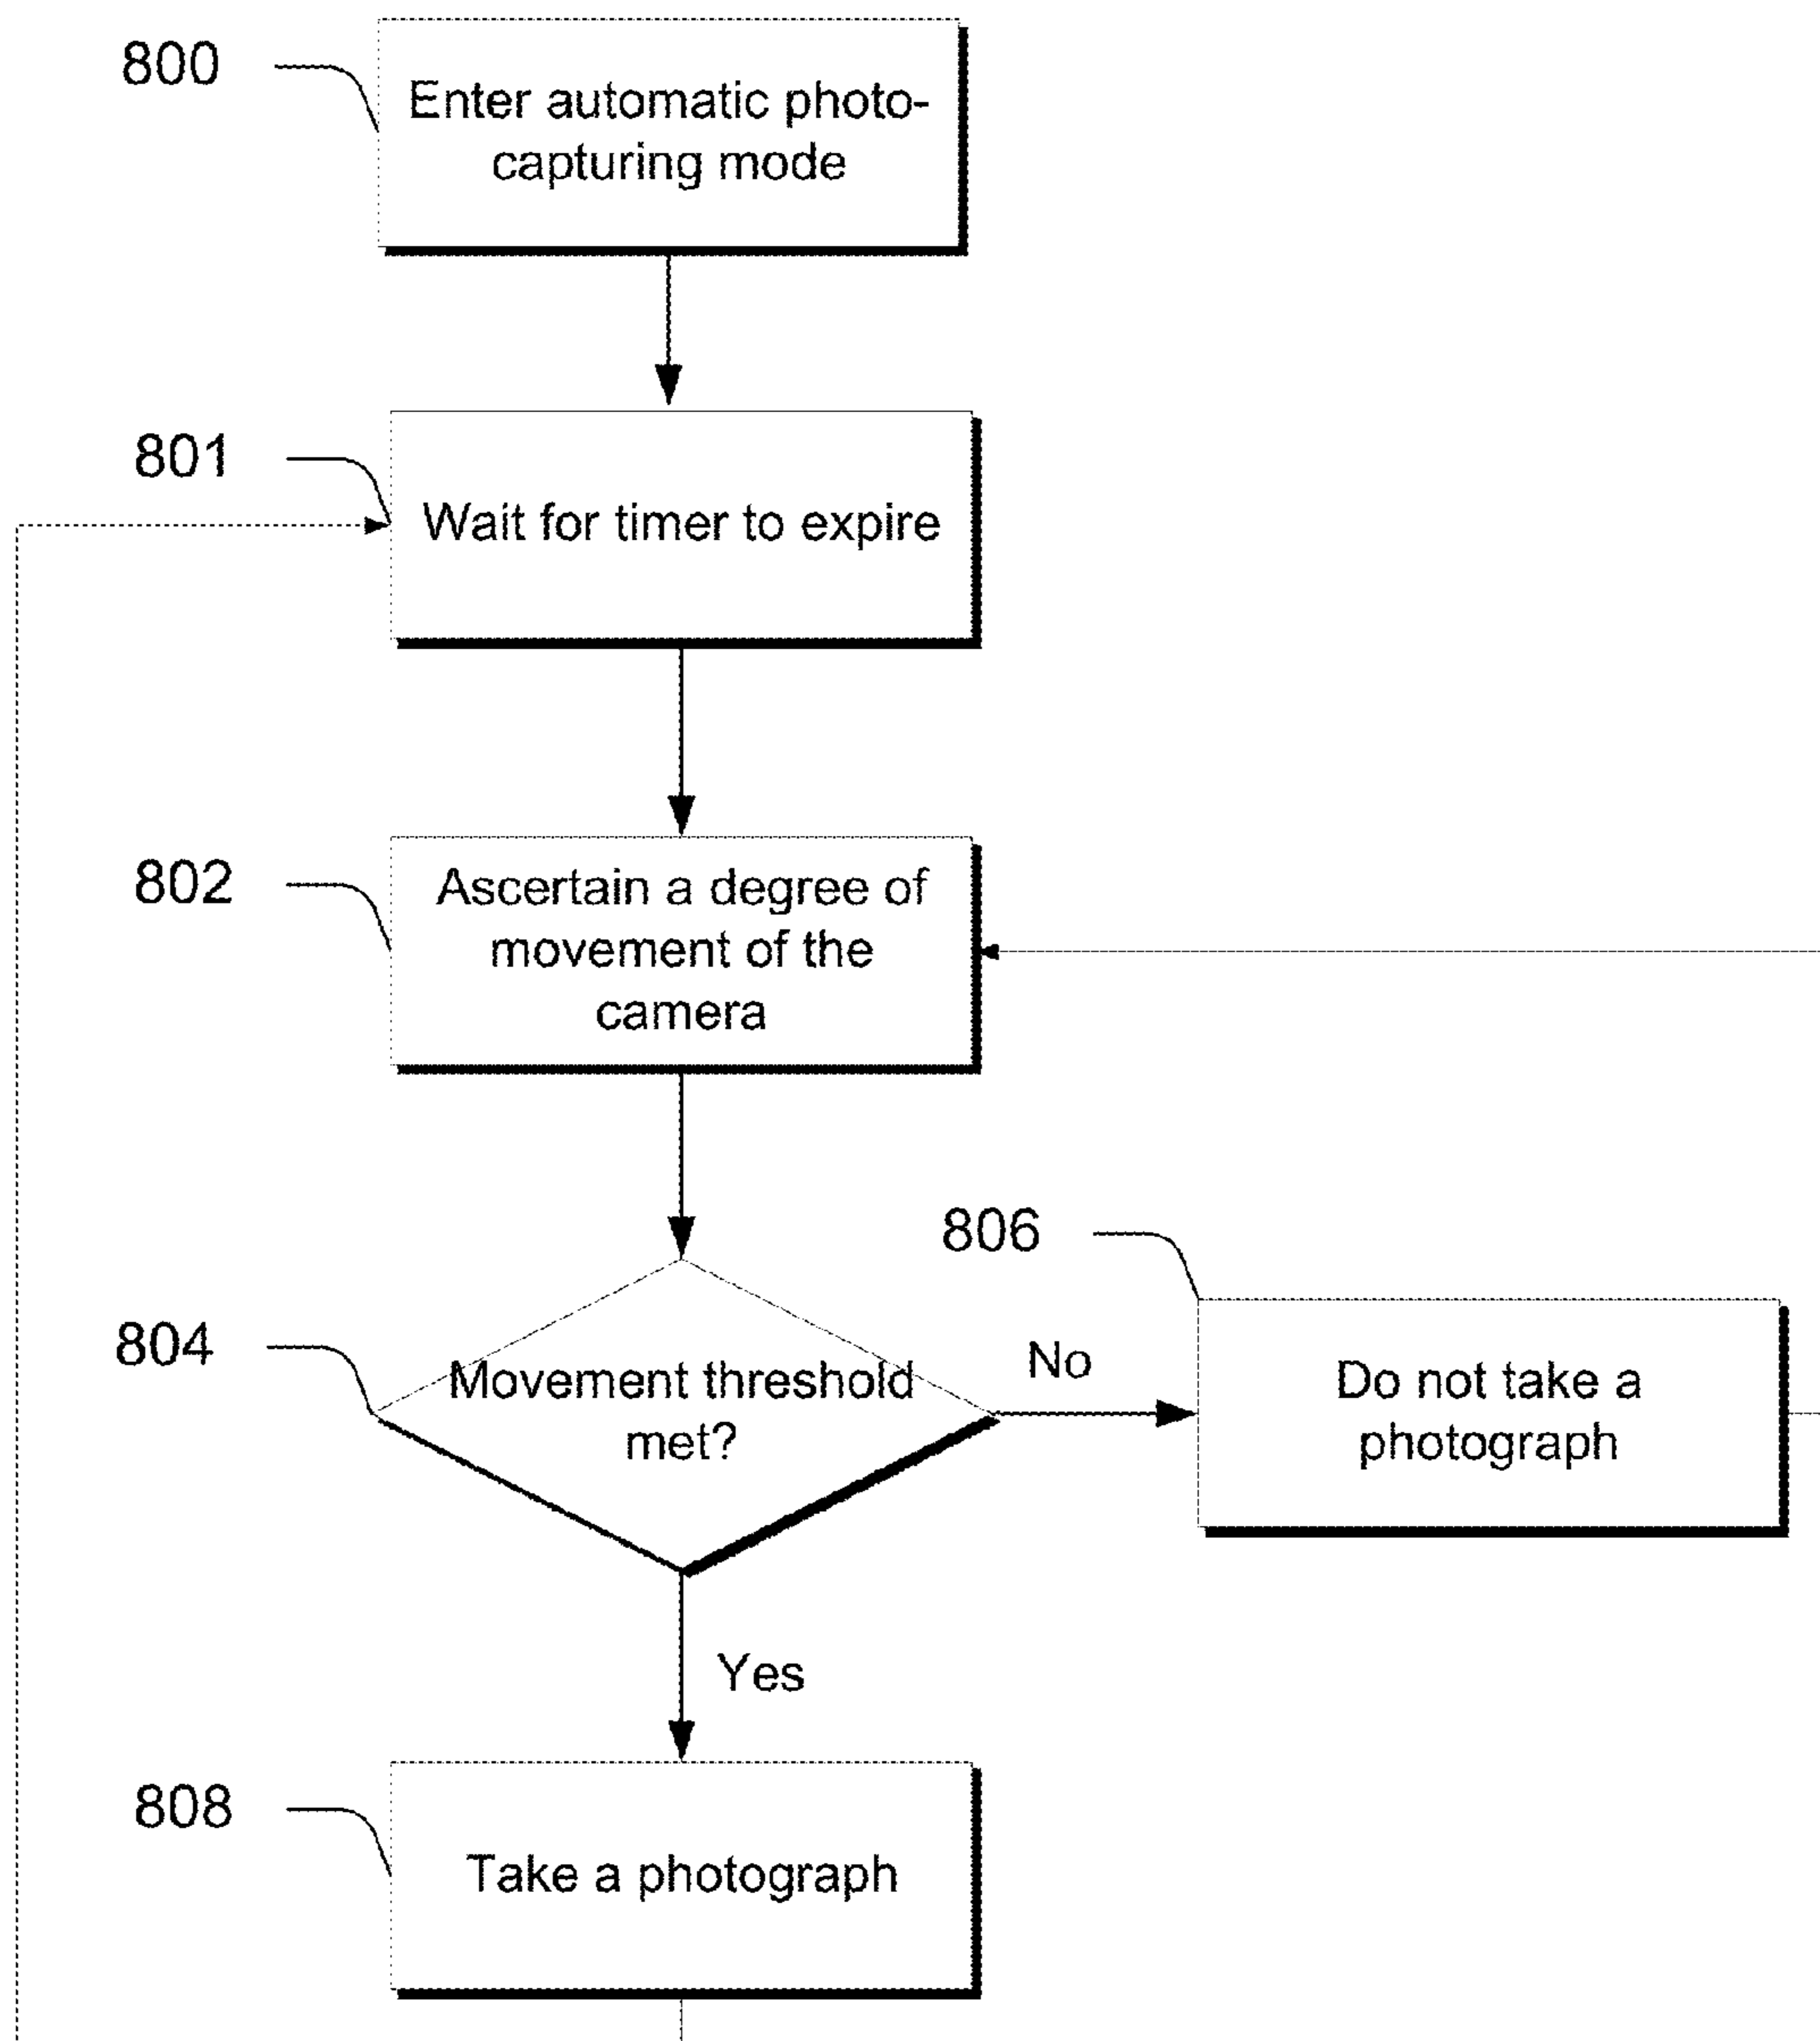 800
Enter automatic photo-
capturing mode
801
Wait for timer to expire
802
Ascertain a degree of
movement of the
camera
804
Movement threshold
met?
No
806
Do not take a
photograph
Yes
808
Take a photograph